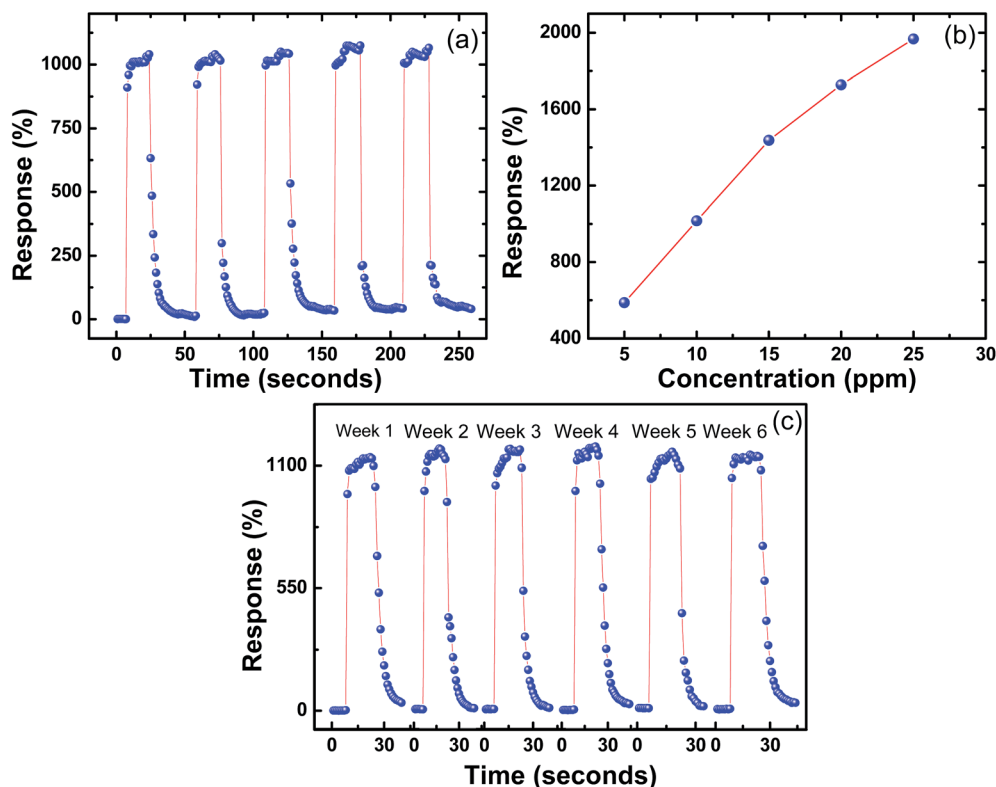 (a)
1000
750
500
250
0
Response (%)
0 50 100 150 200 250
Time (seconds)
(b)
2000
1600
1200
800
400
Response (%)
5 10 15 20 25 30
Concentration (ppm)
(c)
Week 1 Week 2 Week 3 Week 4 Week 5 Week 6
1100
550
0
Response (%)
0 30 0 30 0 30 0 30 0 30 0 30
Time (seconds)